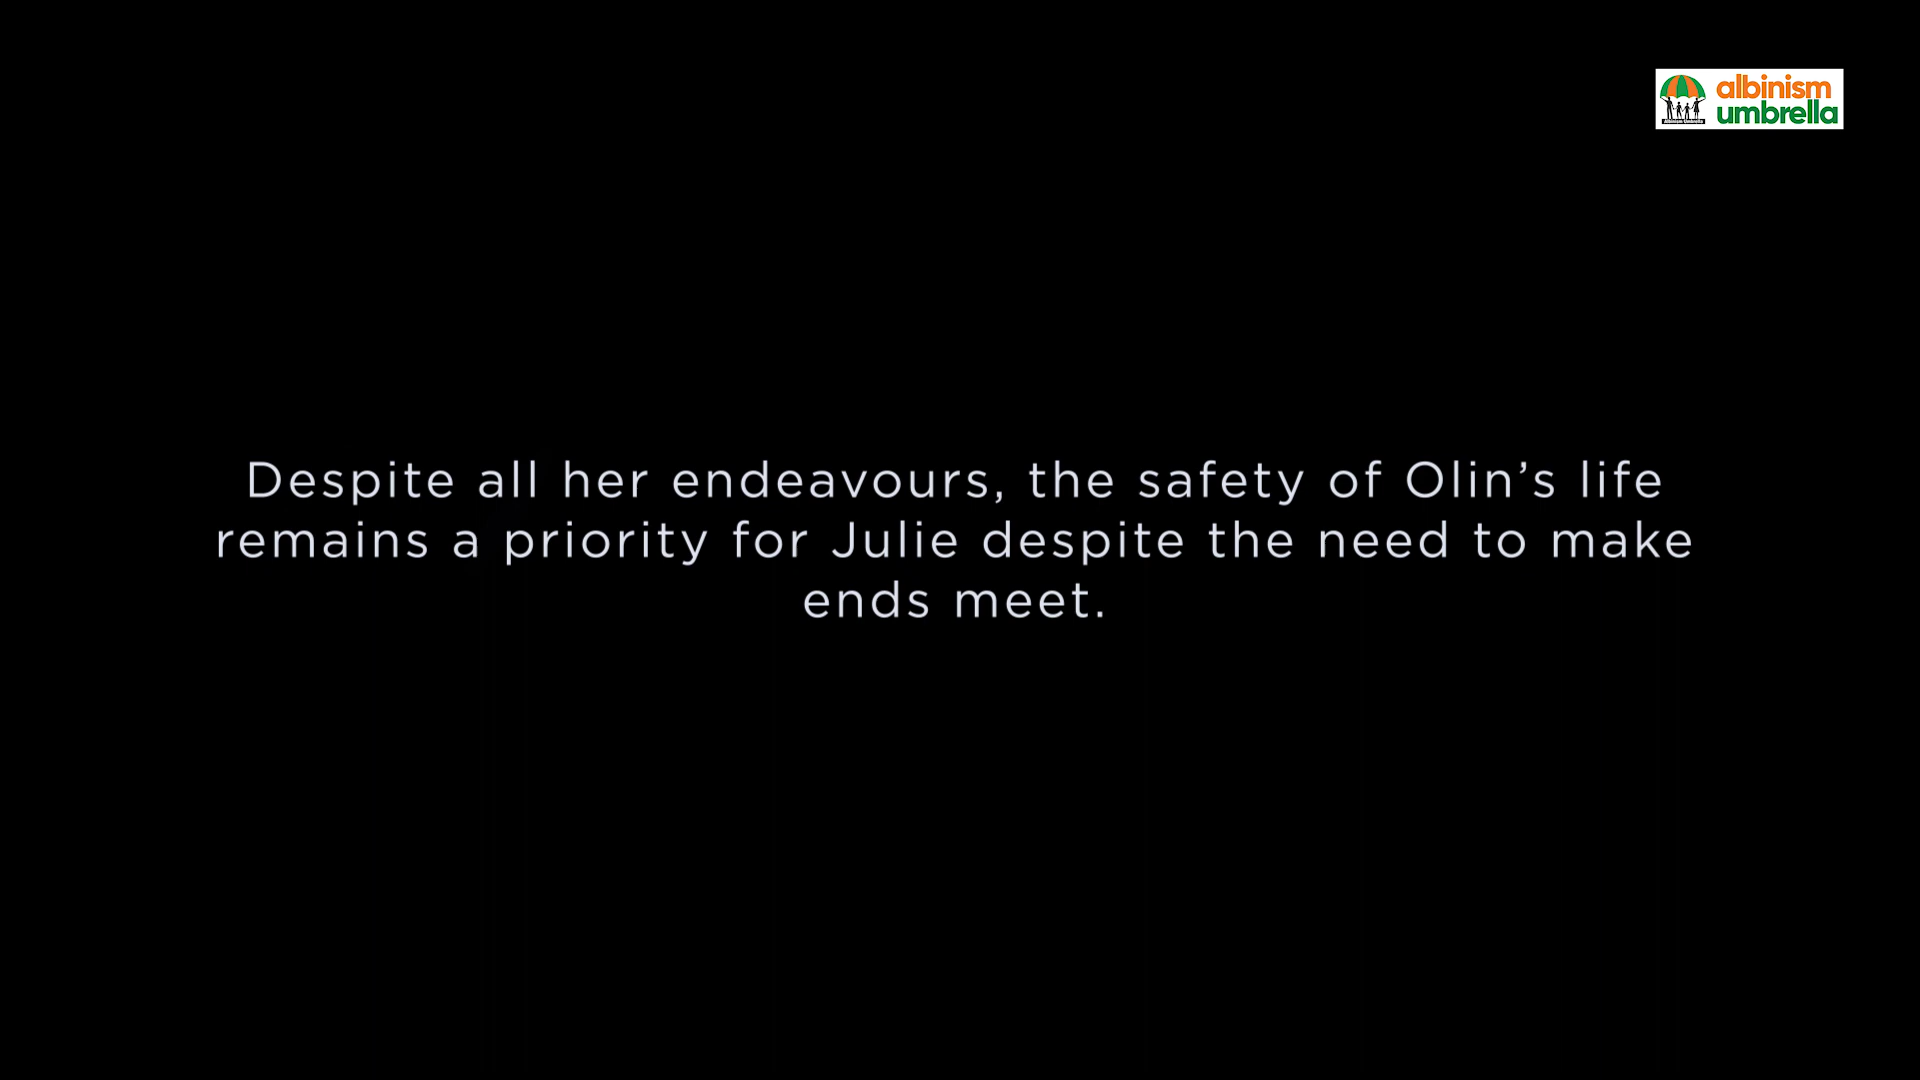 albinism
umbrella
Despite all her endeavours, the safety of Olin’s life
remains a priority for Julie despite the need to make
ends meet.